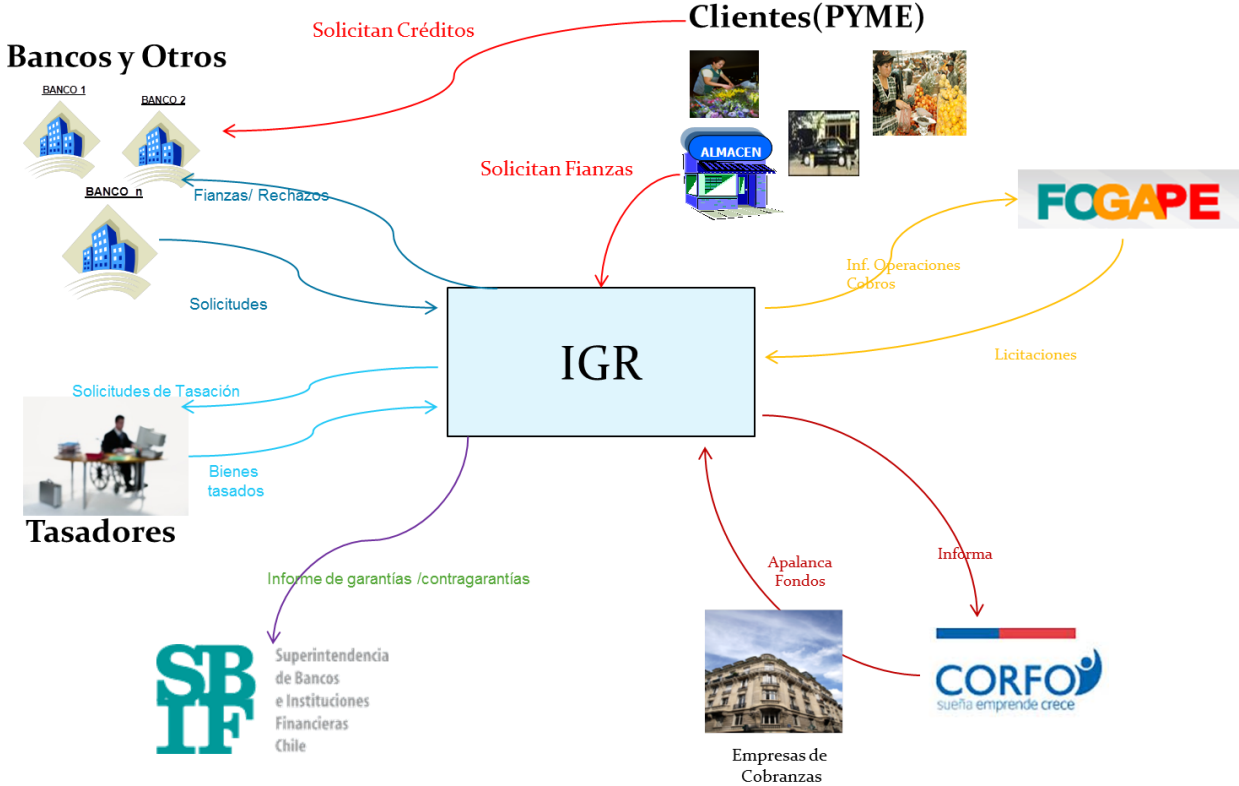 Clientes(PYME)
Solicitan Créditos
Bancos y Otros
BANCO 1
BANCO 2
BANCO n
ALMACEN
Solicitan Fianzas
Fianzas/ Rechazos
FOGAPE
Inf. Operaciones
Cobros
Solicitudes
IGR
Licitaciones
Solicitudes de Tasación
Bienes
tasados
Tasadores
Informe de garantías /contragarantías
Apalanca
Fondos
Informa
SBIF
Superintendencia
de Bancos
e Instituciones
Financieras
Chile
CORFO
sueña emprende crece
Empresas de
Cobranzas